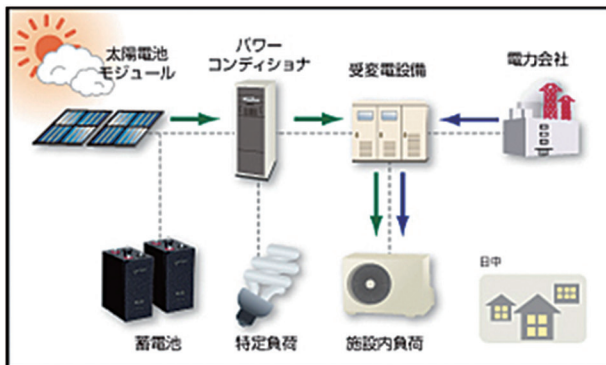 太陽電池
モジュール
パワー
コンディショナ
受変電設備
電力会社
蓄電池
特定負荷
施設内負荷
日中